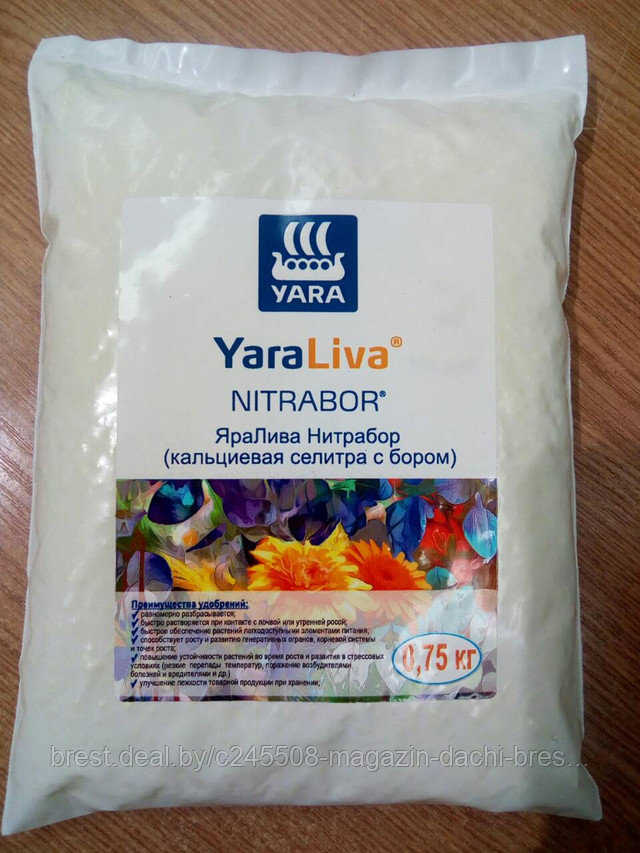 YARA
YaraLiva®
NITRABOR®
ЯраЛива Нитрабор
(кальциевая селитра с бором)
Преимущества удобрений:
✓ равномерно разбрасывается;
✓ быстро растворяется при контакте с почвой или утренней росой;
✓ быстрое обеспечение растений легкодоступными элементами питания;
✓ способствует росту и развитию генеративных органов, корневой системы
и точек роста;
✓ повышение устойчивости растений во время роста и развития в стрессовых
условиях (резкие перепады температур, поражение возбудителями
болезней и вредителями и др.)
✓ улучшение лежкости товарной продукции при хранении;
0,75 кг
brest.deal.by/c245508-magazin-dachi-bres...